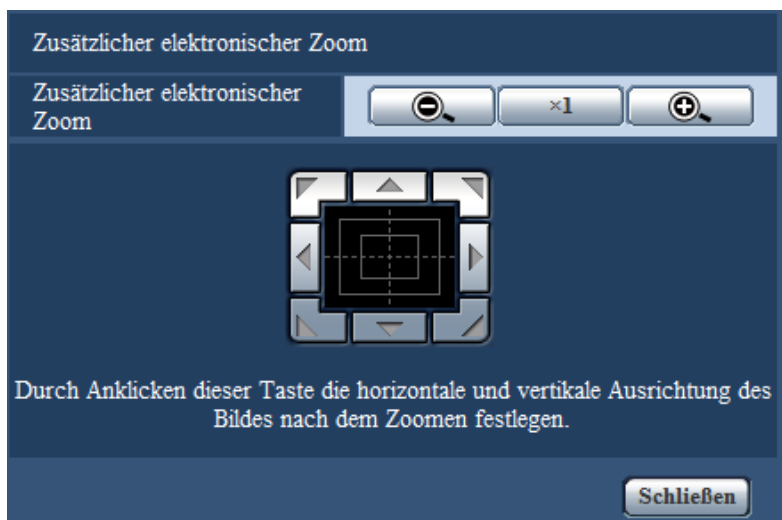 Zusätzlicher elektronischer Zoom
Zusätzlicher elektronischer
Zoom
×1
Durch Anklicken dieser Taste die horizontale und vertikale Ausrichtung des
Bildes nach dem Zoomen festlegen.
Schließen